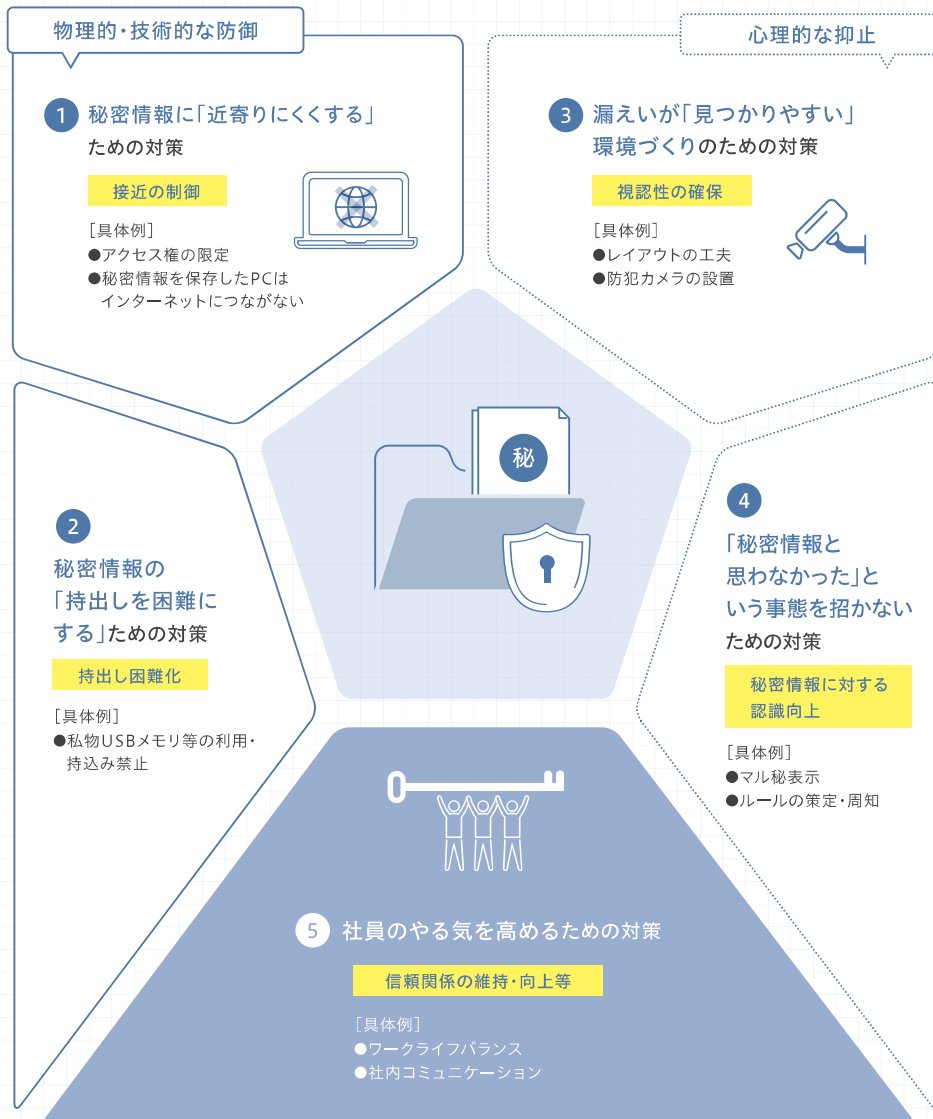 物理的・技術的な防御
1 秘密情報に「近寄りにくくする」
ための対策
接近の制御
［具体例］
●アクセス権の限定
●秘密情報を保存したPCは
インターネットにつながない
2
秘密情報の
「持出しを困難に
する」ための対策
持出し困難化
［具体例］
●私物USBメモリ等の利用・
持込み禁止
心理的な抑止
3 漏えいが「見つかりやすい」
環境づくりのための対策
視認性の確保
［具体例］
●レイアウトの工夫
●防犯カメラの設置
4
「秘密情報と
思わなかった」と
いう事態を招かない
ための対策
秘密情報に対する
認識向上
［具体例］
●マル秘表示
●ルールの策定・周知
秘
5 社員のやる気を高めるための対策
信頼関係の維持・向上等
［具体例］
●ワークライフバランス
●社内コミュニケーション